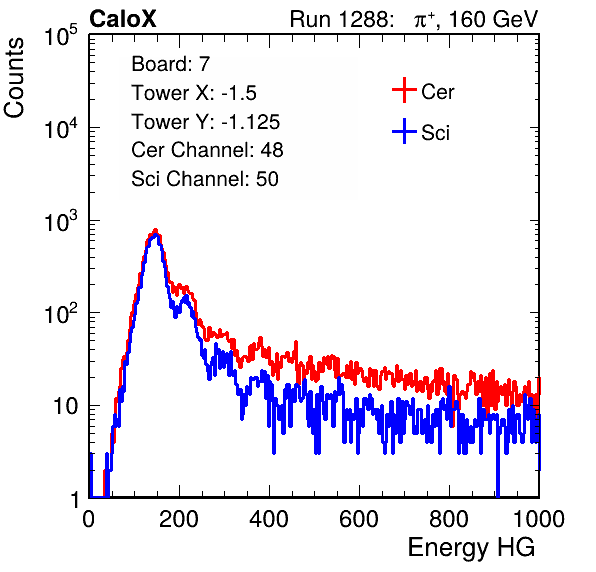 CaloX Run 1288: π⁺, 160 GeV
Board: 7
Tower X: -1.5
Tower Y: -1.125
Cer Channel: 48
Sci Channel: 50
Cer
Sci
Counts
10⁵
10⁴
10³
10²
10
1
0 200 400 600 800 1000
Energy HG